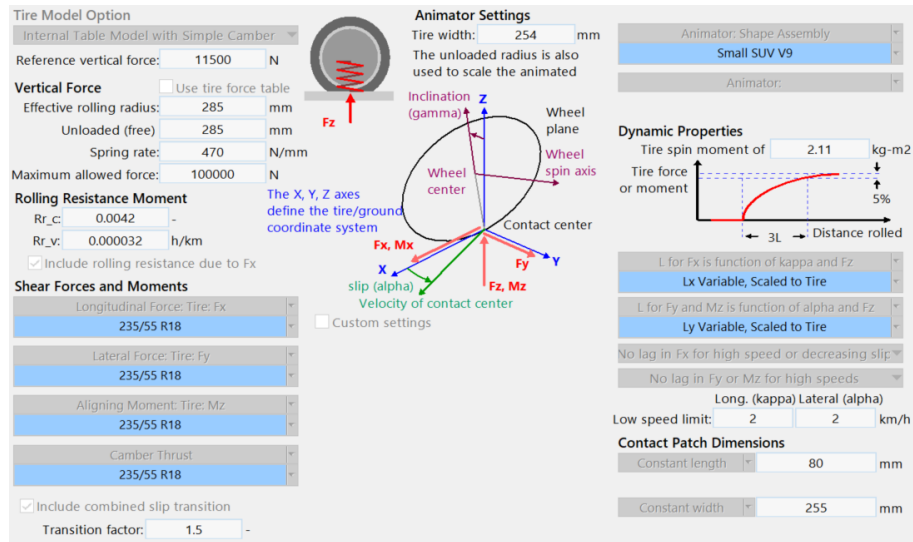 Tire Model Option
Internal Table Model with Simple Camber
Reference vertical force: 11500 N
Vertical Force
Use tire force table
Effective rolling radius: 285 mm
Unloaded (free) 285 mm
Spring rate: 470 N/mm
Maximum allowed force: 100000 N
Rolling Resistance Moment
Rr_c: 0.0042 -
Rr_v: 0.000032 h/km
Include rolling resistance due to Fx
Shear Forces and Moments
Longitudinal Force: Tire: Fx
235/55 R18
Lateral Force: Tire: Fy
235/55 R18
Aligning Moment: Tire: Mz
235/55 R18
Camber Thrust
235/55 R18
Include combined slip transition
Transition factor: 1.5 -
Fz
Animator Settings
Tire width: 254 mm
The unloaded radius is also
used to scale the animated
Inclination
(gamma)
Z
Wheel
plane
Wheel
spin axis
Wheel
center
The X, Y, Z axes
define the tire/ground
coordinate system
Contact center
Fx, Mx
X
Fy
Y
slip (alpha)
Fz, Mz
Velocity of contact center
Custom settings
Animator: Shape Assembly
Small SUV V9
Animator:
Dynamic Properties
Tire spin moment of 2.11 kg-m2
Tire force
or moment
5%
3L
Distance rolled
L for Fx is function of kappa and Fz
Lx Variable, Scaled to Tire
L for Fy and Mz is function of alpha and Fz
Ly Variable, Scaled to Tire
No lag in Fx for high speed or decreasing slip
No lag in Fy or Mz for high speeds
Long. (kappa) Lateral (alpha)
Low speed limit: 2 2 km/h
Contact Patch Dimensions
Constant length 80 mm
Constant width 255 mm